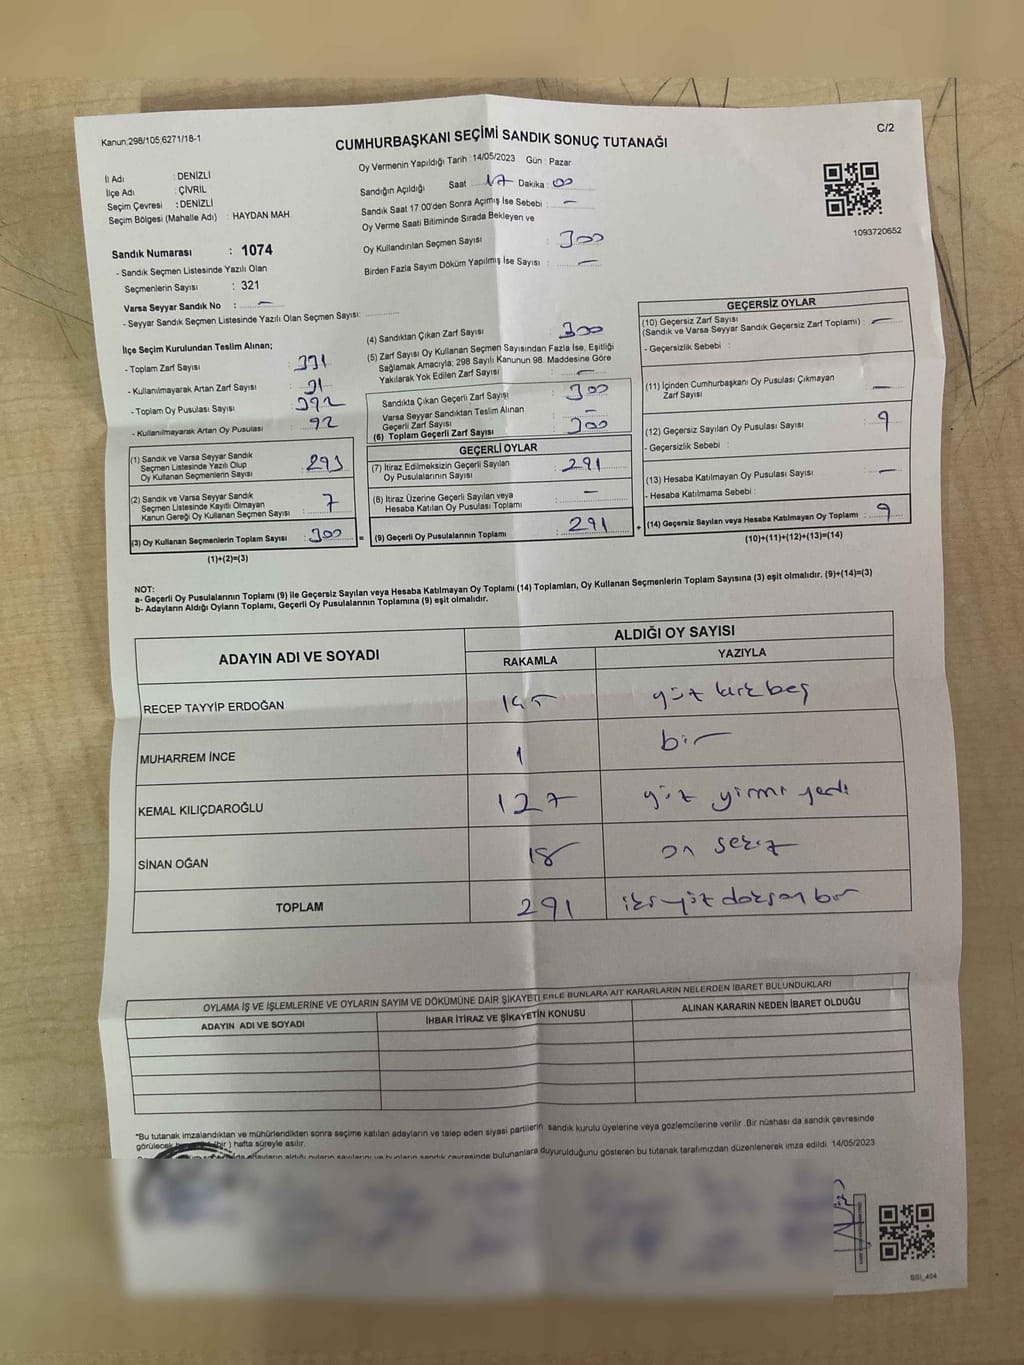 Kanun;298/105,6271/18-1
C/2
CUMHURBAŞKANI SEÇİMİ SANDIK SONUÇ TUTANAĞI
Oy Vermenin Yapıldığı Tarih : 14/05/2023 Gün : Pazar
İl Adı : DENİZLİ
İlçe Adı : ÇİVRİL
Seçim Çevresi : DENİZLİ
Seçim Bölgesi (Mahalle Adı) : HAYDAN MAH.
Sandığın Açıldığı Saat : 17 Dakika : 00
Sandık Saat 17:00'den Sonra Açımış İse Sebebi : —
Oy Verme Saati Bitiminde Sırada Bekleyen ve
Oy Kullandırılan Seçmen Sayısı : 300
Birden Fazla Sayım Döküm Yapılmış İse Sayısı : —
1093720652
Sandık Numarası : 1074
- Sandık Seçmen Listesinde Yazılı Olan
Seçmenlerin Sayısı : 321
Varsa Seyyar Sandık No : —
- Seyyar Sandık Seçmen Listesinde Yazılı Olan Seçmen Sayısı:
İlçe Seçim Kurulundan Teslim Alınan;
- Toplam Zarf Sayısı : 331
- Kullanılmayarak Artan Zarf Sayısı : 31
- Toplam Oy Pusulası Sayısı : 392
- Kullanılmayarak Artan Oy Pusulası : 92
(1) Sandık ve Varsa Seyyar Sandık
Seçmen Listesinde Yazılı Olup
Oy Kullanan Seçmenlerin Sayısı : 293
(2) Sandık ve Varsa Seyyar Sandık
Seçmen Listesinde Kayıtlı Olmayan
Kanun Gereği Oy Kullanan Seçmen Sayısı : 7
(3) Oy Kullanan Seçmenlerin Toplam Sayısı : 300
(1)+(2)=(3)
(4) Sandıktan Çıkan Zarf Sayısı : 300
(5) Zarf Sayısı Oy Kullanan Seçmen Sayısından Fazla İse, Eşitliği
Sağlamak Amacıyla; 298 Sayılı Kanunun 98. Maddesine Göre
Yakılarak Yok Edilen Zarf Sayısı : —
Sandıkta Çıkan Geçerli Zarf Sayısı : 300
Varsa Seyyar Sandıktan Teslim Alınan
Geçerli Zarf Sayısı : —
(6) Toplam Geçerli Zarf Sayısı : 300
GEÇERLİ OYLAR
(7) İtiraz Edilmeksizin Geçerli Sayılan
Oy Pusulalarının Sayısı : 291
(8) İtiraz Üzerine Geçerli Sayılan veya
Hesaba Katılan Oy Pusulası Toplamı : —
= (9) Geçerli Oy Pusulalarının Toplamı : 291
GEÇERSİZ OYLAR
(10) Geçersiz Zarf Sayısı
(Sandık ve Varsa Seyyar Sandık Geçersiz Zarf Toplamı) : —
- Geçersizlik Sebebi :
(11) İçinden Cumhurbaşkanı Oy Pusulası Çıkmayan
Zarf Sayısı —
(12) Geçersiz Sayılan Oy Pusulası Sayısı : 9
- Geçersizlik Sebebi :
(13) Hesaba Katılmayan Oy Pusulası Sayısı : —
- Hesaba Katılmama Sebebi :
+ (14) Geçersiz Sayılan veya Hesaba Katılmayan Oy Toplamı : 9
(10)+(11)+(12)+(13)=(14)
NOT:
a- Geçerli Oy Pusulalarının Toplamı (9) ile Geçersiz Sayılan veya Hesaba Katılmayan Oy Toplamı (14) Toplamları, Oy Kullanan Seçmenlerin Toplam Sayısına (3) eşit olmalıdır. (9)+(14)=(3)
b- Adayların Aldığı Oyların Toplamı, Geçerli Oy Pusulalarının Toplamına (9) eşit olmalıdır.
ADAYIN ADI VE SOYADI
ALDIĞI OY SAYISI
RAKAMLA YAZIYLA
RECEP TAYYİP ERDOĞAN 145 yüz kırk beş
MUHARREM İNCE 1 bir
KEMAL KILIÇDAROĞLU 127 yüz yirmi yedi
SİNAN OĞAN 18 on sekiz
TOPLAM 291 ikiyüz doksan bir
OYLAMA İŞ VE İŞLEMLERİNE VE OYLARIN SAYIM VE DÖKÜMÜNE DAİR ŞİKAYETLERLE BUNLARA AİT KARARLARIN NELERDEN İBARET BULUNDUKLARI
ADAYIN ADI VE SOYADI İHBAR İTİRAZ VE ŞİKAYETİN KONUSU ALINAN KARARIN NEDEN İBARET OLDUĞU
*Bu tutanak imzalandıktan ve mühürlendikten sonra seçime katılan adayların ve talep eden siyasi partilerin sandık kurulu üyelerine veya gözlemcilerine verilir. Bir nüshası da sandık çevresinde
görülecek (bir ) hafta süreyle asılır.
adayların aldığı oyların sayılarını ve bunların sandık çevresinde bulunanlara duyurulduğunu gösteren bu tutanak tarafımızdan düzenlenerek imza edildi. 14/05/2023